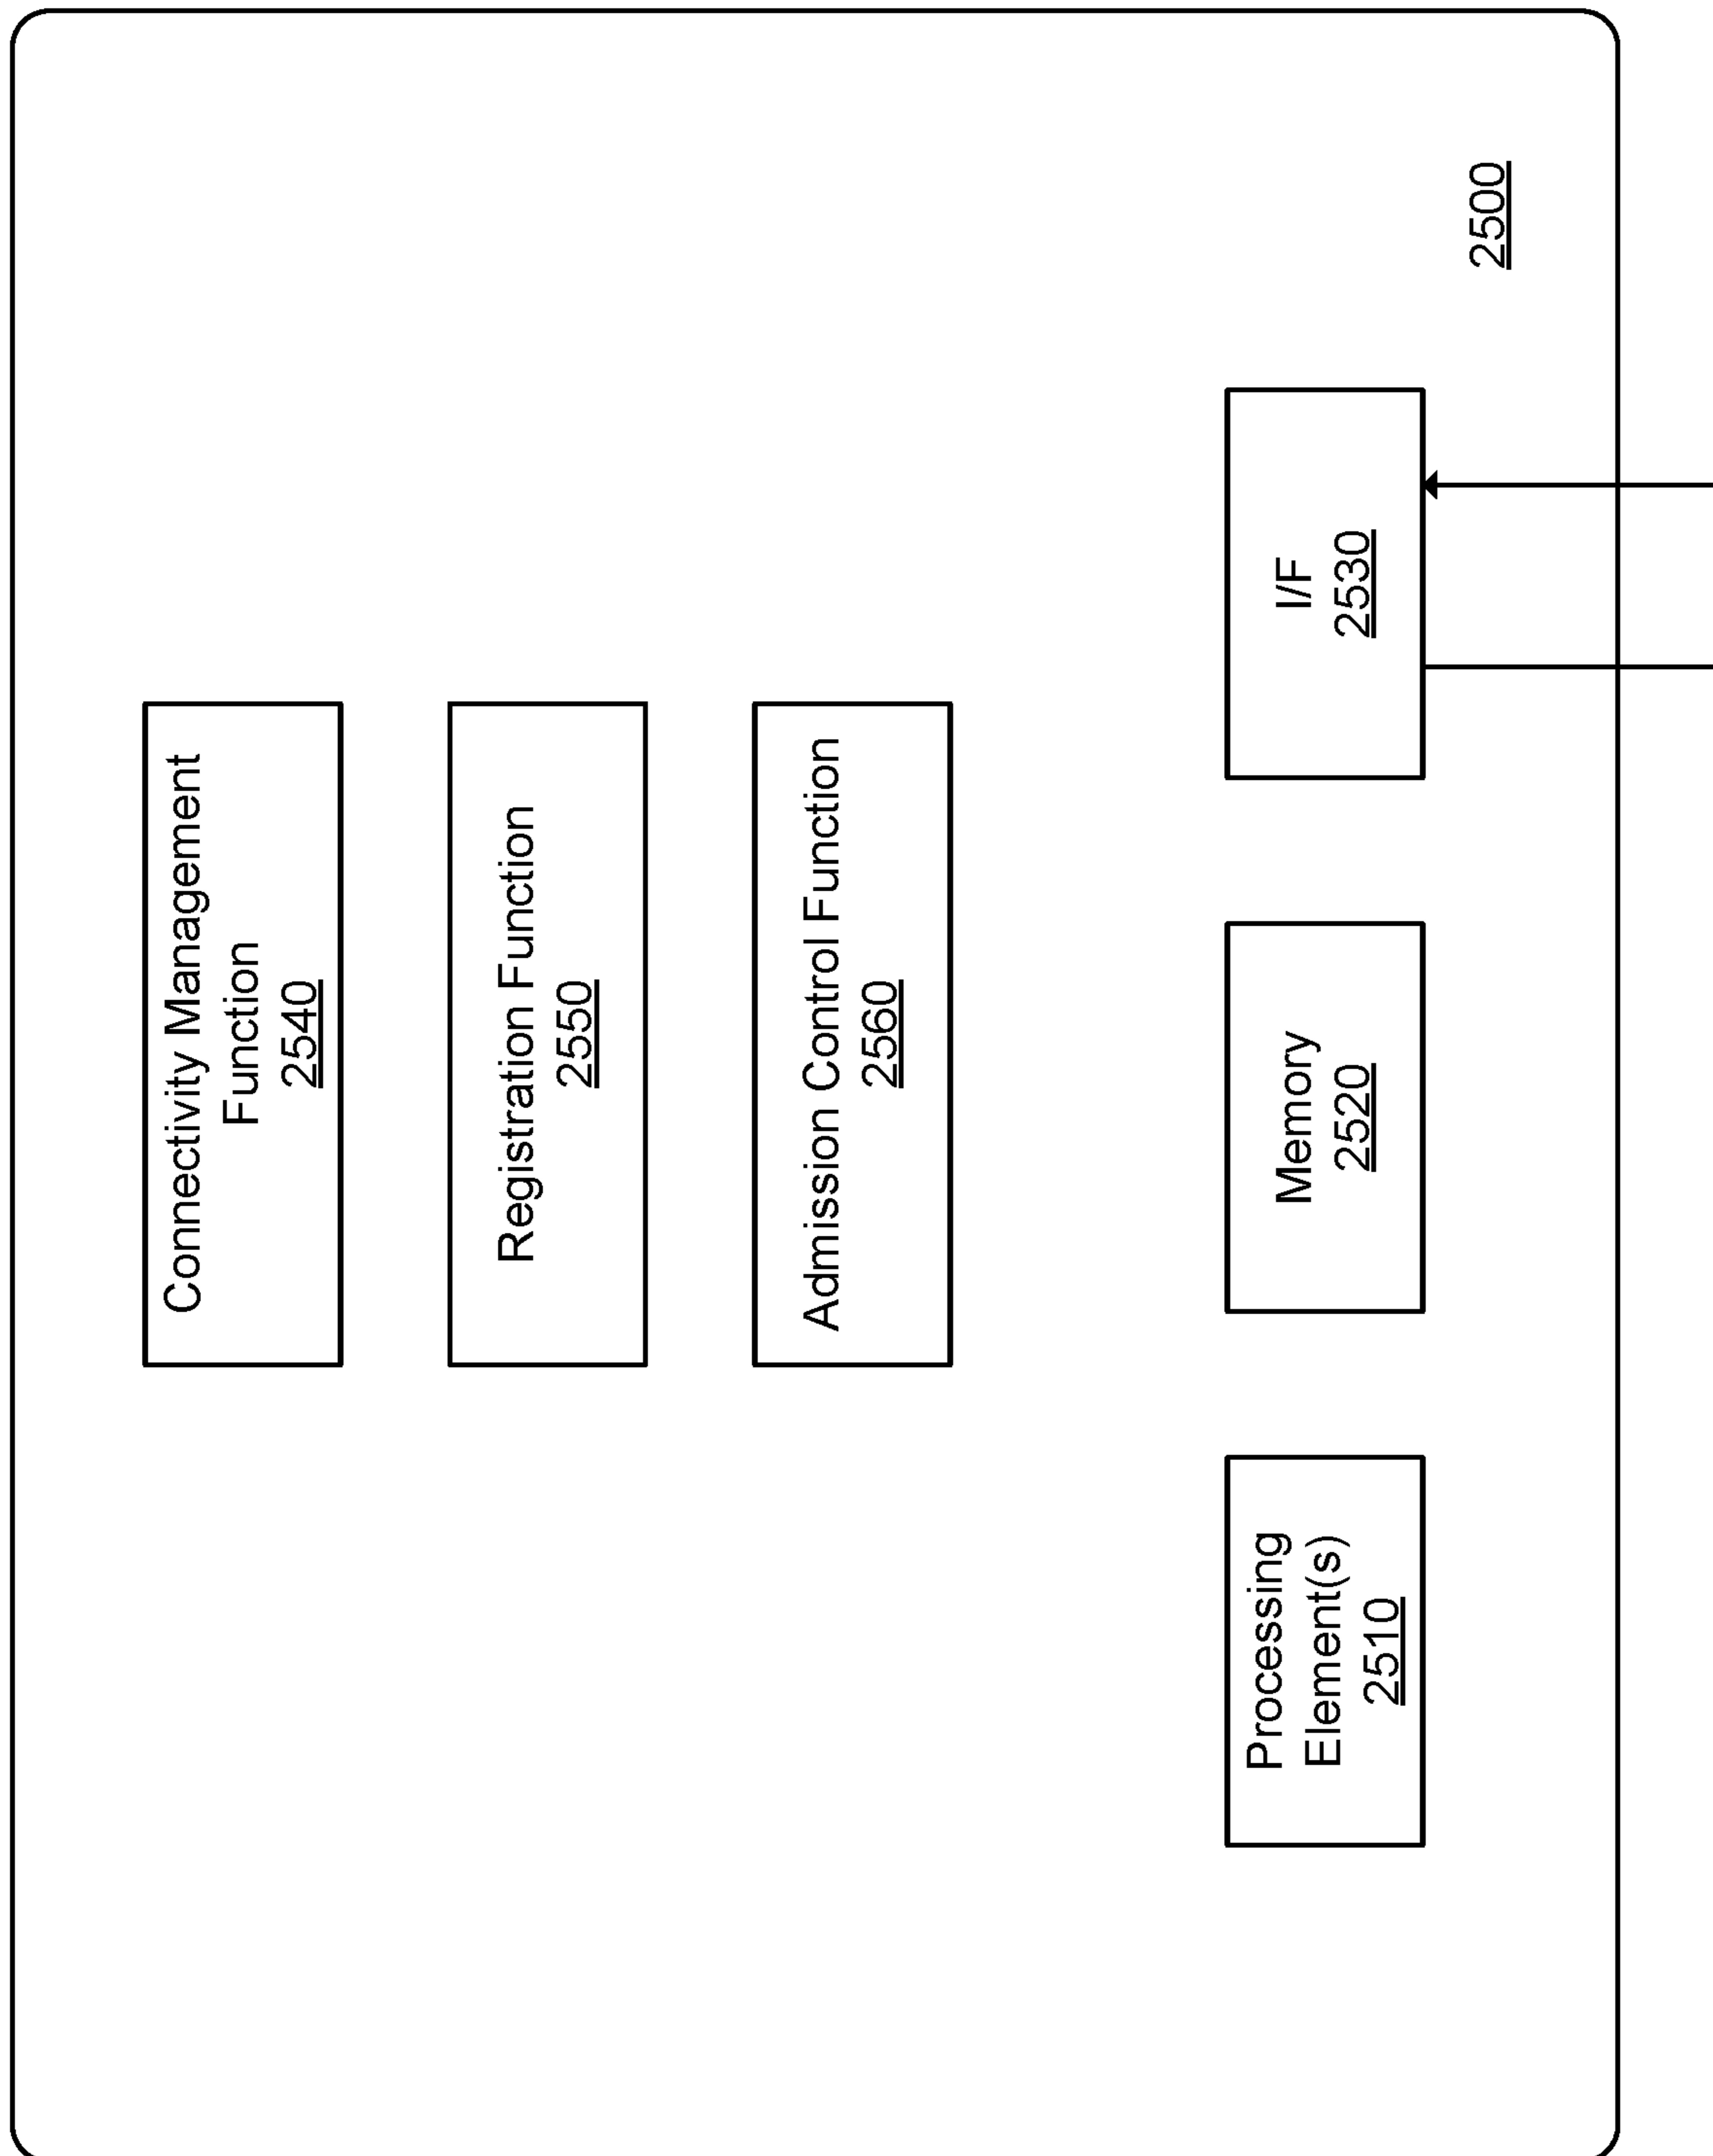 Connectivity Management
Function
2540
Registration Function
2550
Admission Control Function
2560
Processing
Element(s)
2510
Memory
2520
I/F
2530
2500